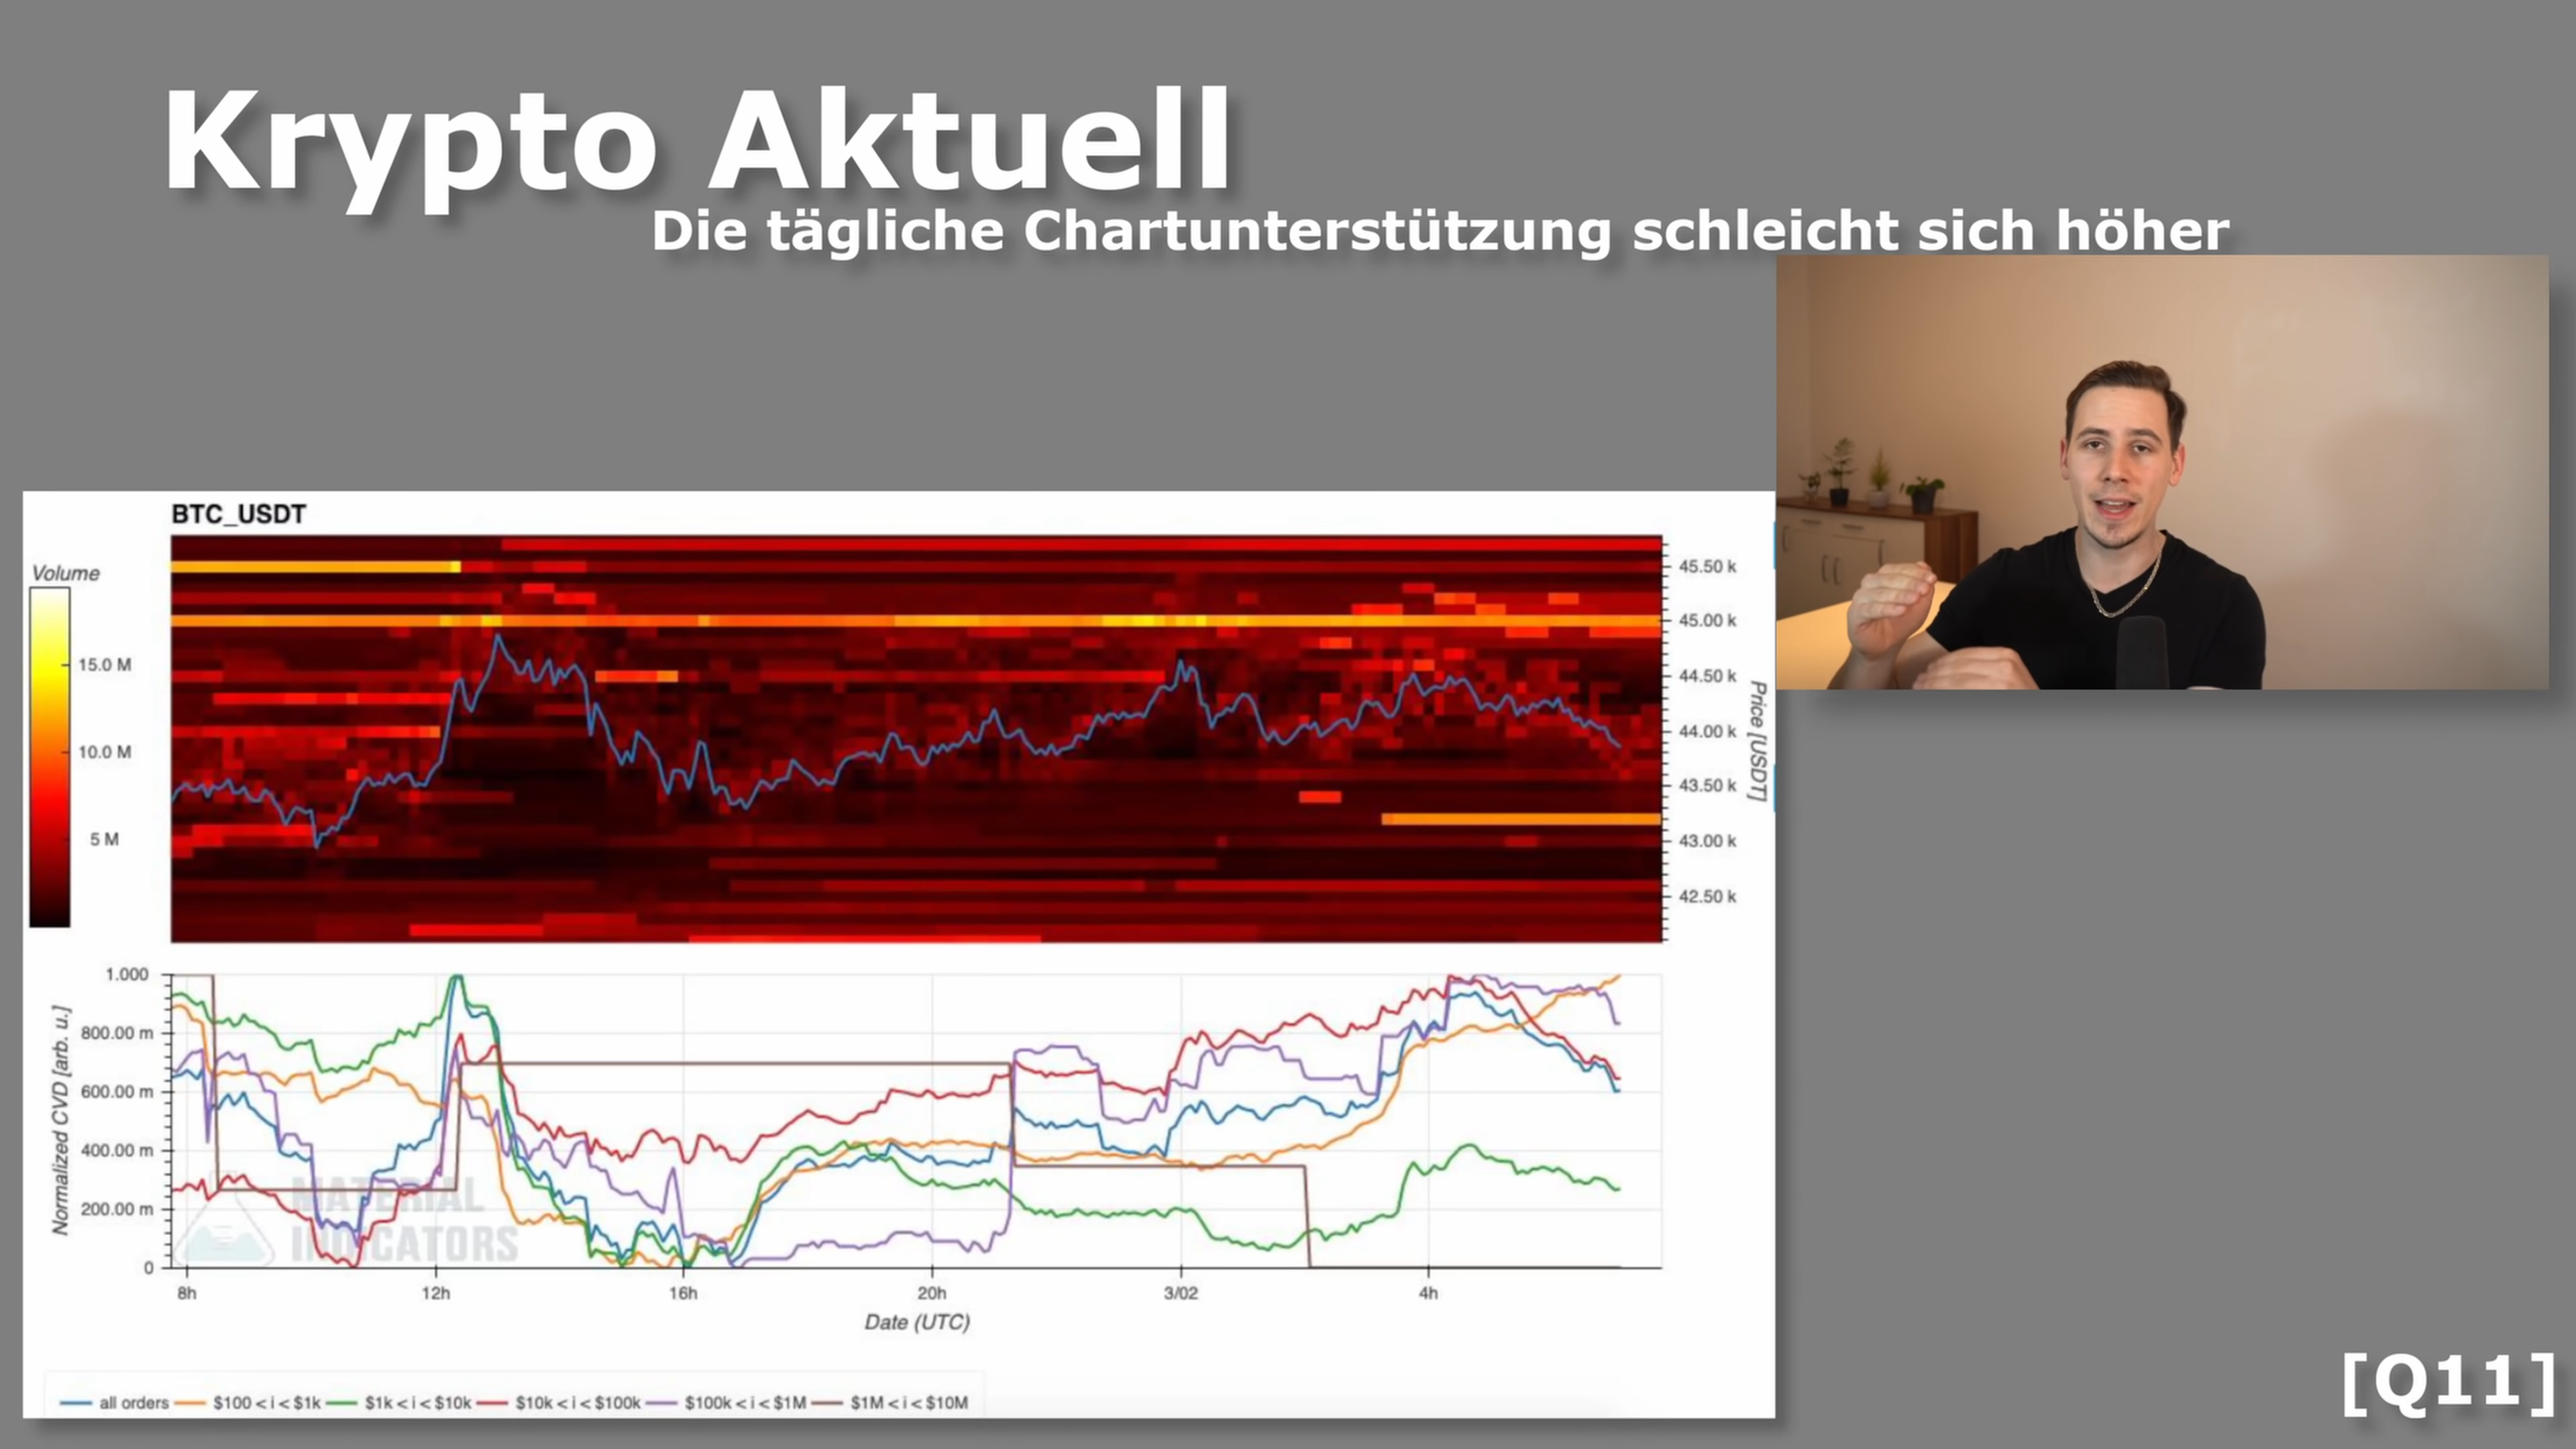 Krypto Aktuell
Die tägliche Chartunterstützung schleicht sich höher
BTC_USDT
Volume
15.0 M
10.0 M
5 M
45.50 k
45.00 k
44.50 k
44.00 k
43.50 k
43.00 k
42.50 k
Price [USDT]
Normalized CVD [arb. u.]
1.000
800.00 m
600.00 m
400.00 m
200.00 m
0
MATERIAL
INDICATORS
8h 12h 16h 20h 3/02 4h
Date (UTC)
all orders $100 < i < $1k $1k < i < $10k $10k < i < $100k $100k < i < $1M $1M < i < $10M
[Q11]